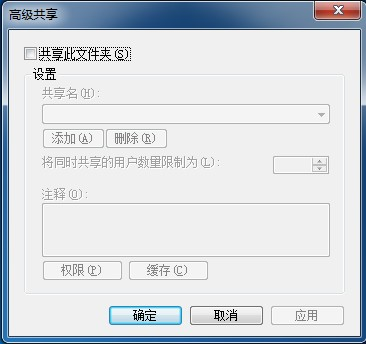 高级共享
共享此文件夹(S)
设置
共享名(H):
添加(A) 删除(R)
将同时共享的用户数量限制为(L):
注释(O):
权限(P) 缓存(C)
确定 取消 应用